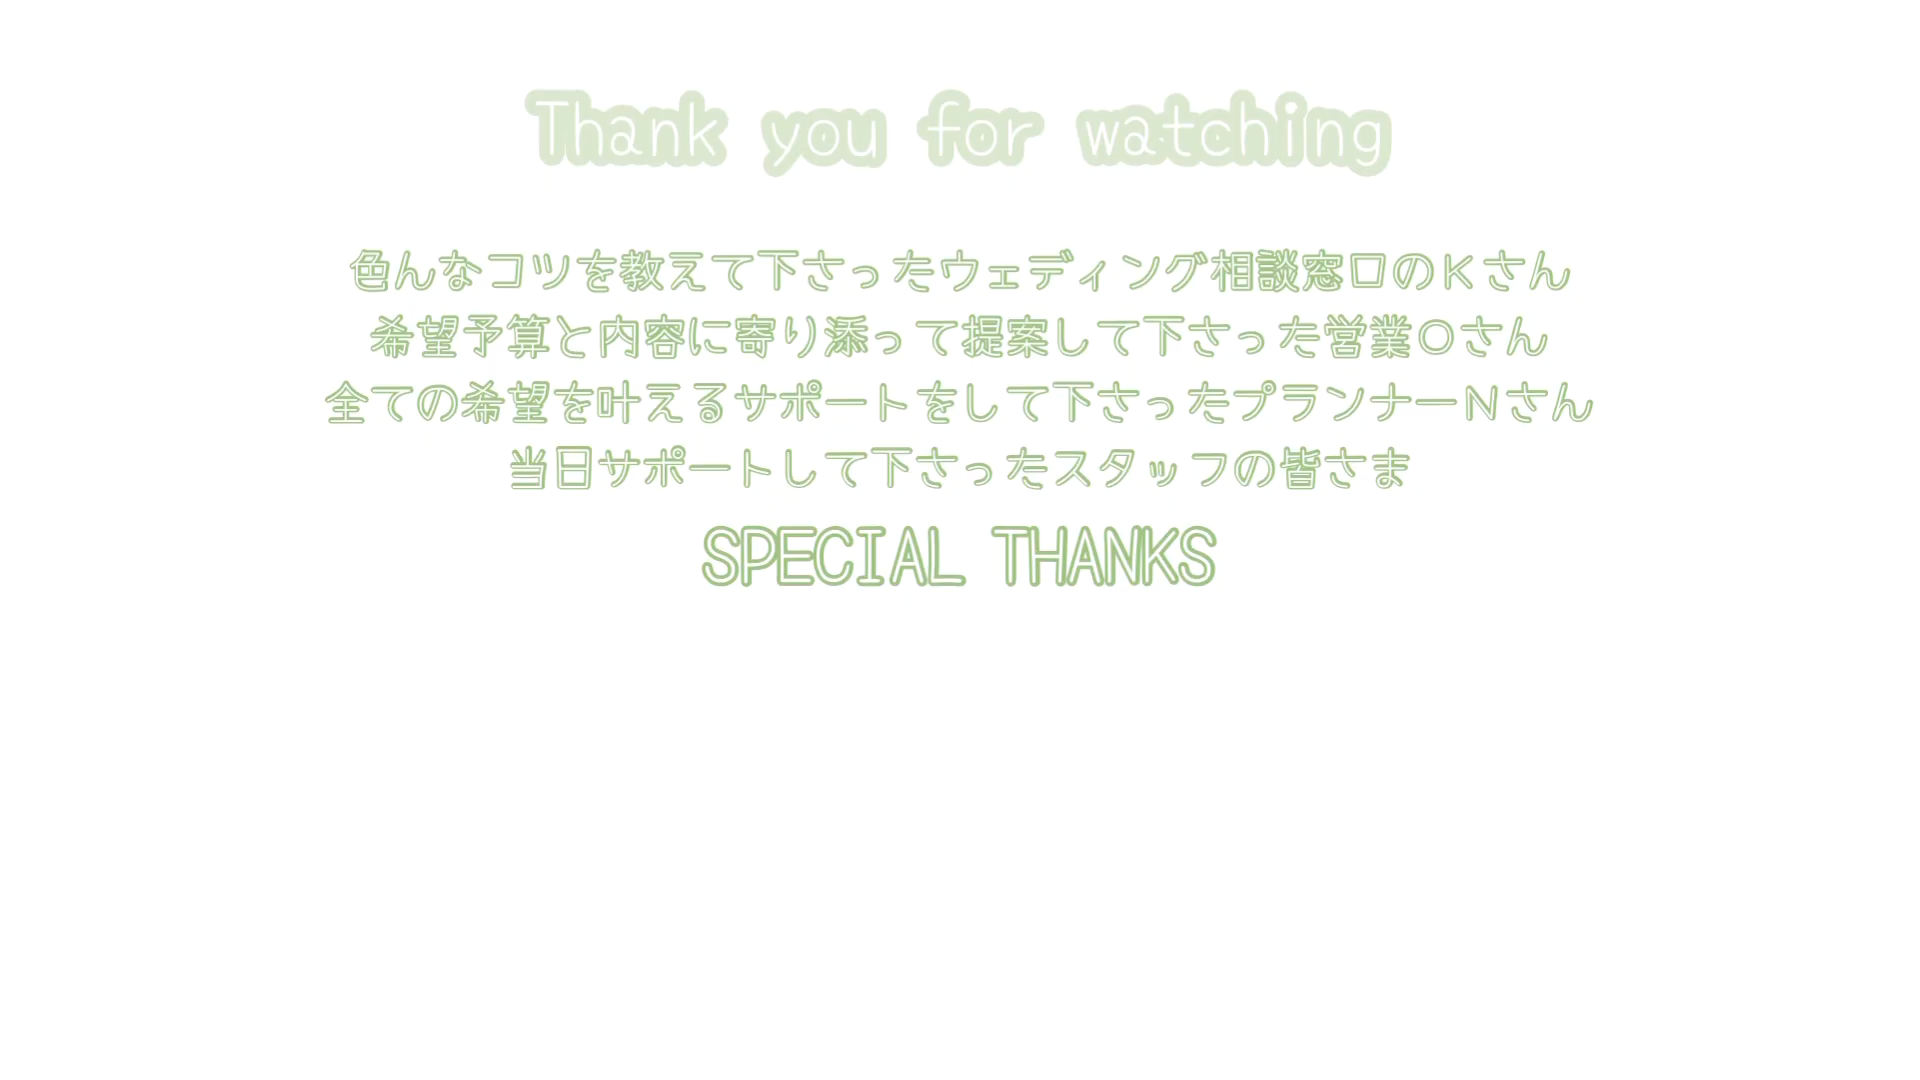 Thank you for watching
色んなコツを教えて下さったウェディング相談窓口のKさん
希望予算と内容に寄り添って提案して下さった営業Oさん
全ての希望を叶えるサポートをして下さったプランナーNさん
当日サポートして下さったスタッフの皆さま
SPECIAL THANKS